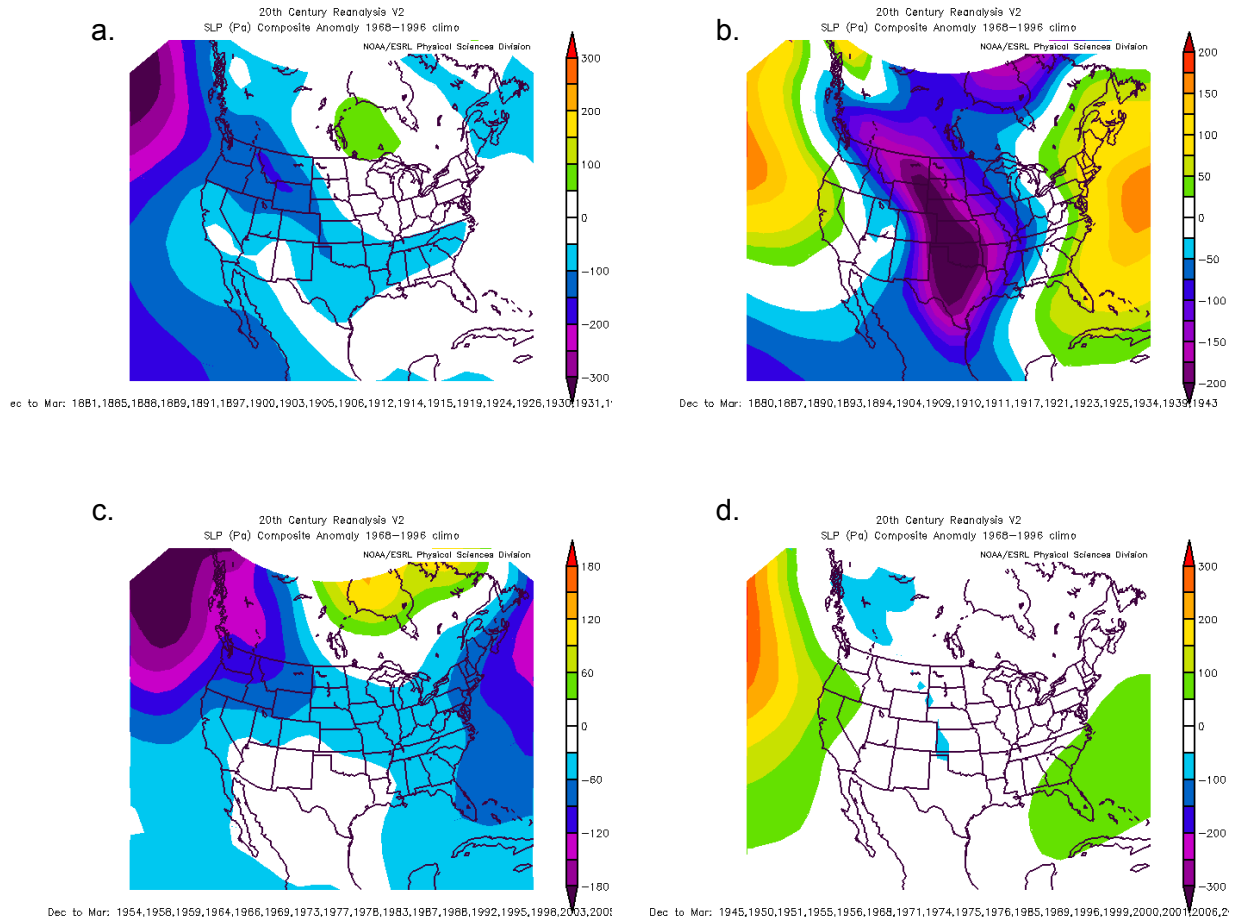 a.
20th Century Reanalysis V2
SLP (Pa) Composite Anomaly 1968-1996 climo
NOAA/ESRL Physical Sciences Division
300
200
100
0
-100
-200
-300
ec to Mar: 1881,1885,1888,1889,1891,1897,1900,1903,1905,1906,1912,1914,1915,1919,1924,1926,1930,1931,1
b.
20th Century Reanalysis V2
SLP (Pa) Composite Anomaly 1968-1996 climo
NOAA/ESRL Physical Sciences Division
200
150
100
50
0
-50
-100
-150
-200
Dec to Mar: 1880,1887,1890,1893,1894,1904,1909,1910,1911,1917,1921,1923,1925,1934,1939,1943
c.
20th Century Reanalysis V2
SLP (Pa) Composite Anomaly 1968-1996 climo
NOAA/ESRL Physical Sciences Division
180
120
60
0
-60
-120
-180
Dec to Mar: 1954,1958,1959,1964,1966,1969,1973,1977,1978,1983,1987,1988,1992,1995,1998,2003,2005
d.
20th Century Reanalysis V2
SLP (Pa) Composite Anomaly 1968-1996 climo
NOAA/ESRL Physical Sciences Division
300
200
100
0
-100
-200
-300
Dec to Mar: 1945,1950,1951,1955,1956,1968,1971,1974,1975,1976,1985,1989,1996,1999,2000,2001,2006,2